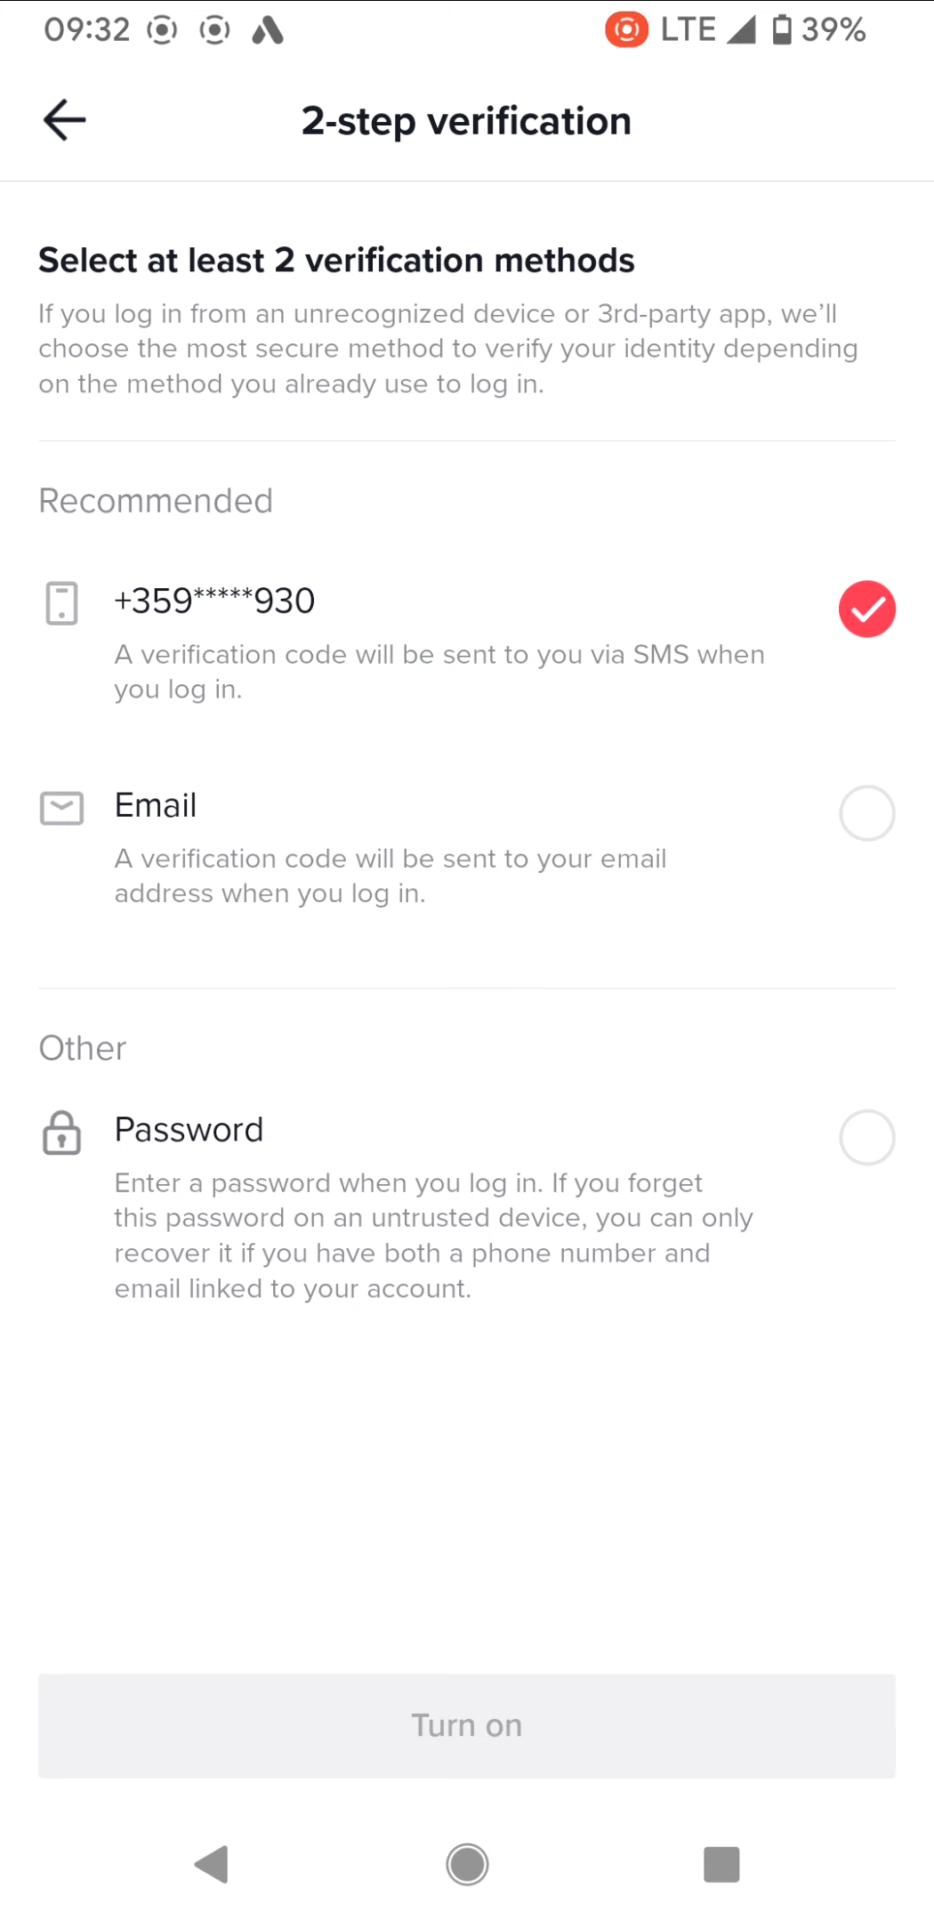 09:32 LTE 39%
2-step verification
Select at least 2 verification methods
If you log in from an unrecognized device or 3rd-party app, we’ll
choose the most secure method to verify your identity depending
on the method you already use to log in.
Recommended
+359*****930
A verification code will be sent to you via SMS when
you log in.
Email
A verification code will be sent to your email
address when you log in.
Other
Password
Enter a password when you log in. If you forget
this password on an untrusted device, you can only
recover it if you have both a phone number and
email linked to your account.
Turn on